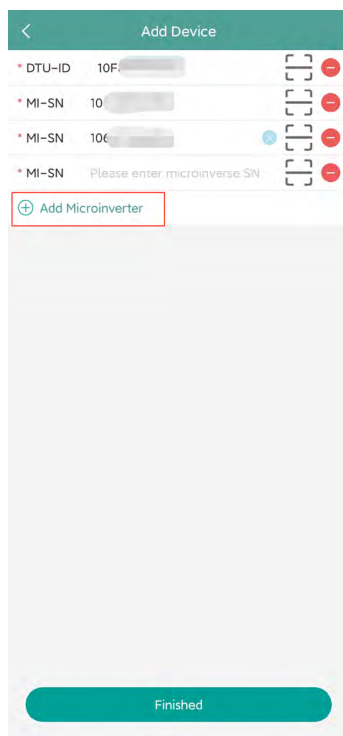 Add Device
* DTU-ID 10F
* MI-SN 10
* MI-SN 106
* MI-SN Please enter microinverse SN
Add Microinverter
Finished